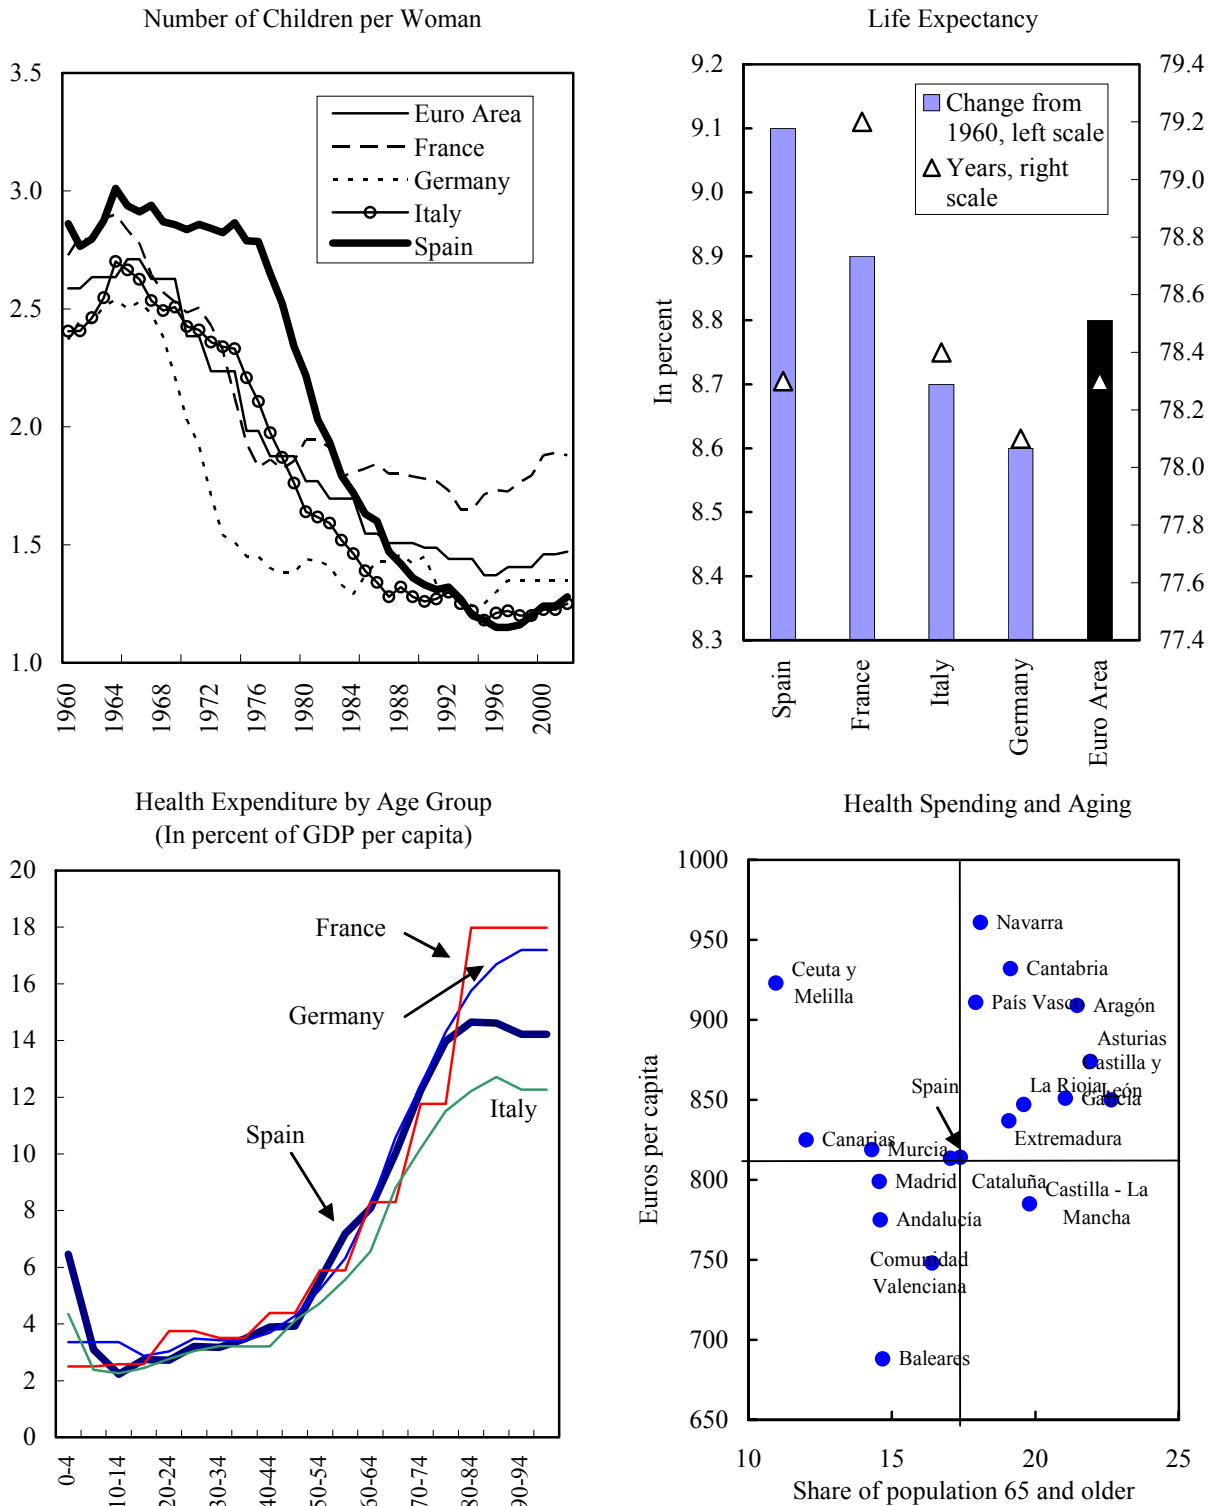 Number of Children per Woman
3.5
3.0
2.5
2.0
1.5
1.0
Euro Area
France
Germany
Italy
Spain
1960
1964
1968
1972
1976
1980
1984
1988
1992
1996
2000
Life Expectancy
9.2
9.1
9.0
8.9
8.8
8.7
8.6
8.5
8.4
8.3
In percent
79.4
79.2
79.0
78.8
78.6
78.4
78.2
78.0
77.8
77.6
77.4
Change from
1960, left scale
Years, right
scale
Spain
France
Italy
Germany
Euro Area
Health Expenditure by Age Group
(In percent of GDP per capita)
20
18
16
14
12
10
8
6
4
2
0
France
Germany
Spain
Italy
0-4
10-14
20-24
30-34
40-44
50-54
60-64
70-74
80-84
90-94
Health Spending and Aging
1000
950
900
850
800
750
700
650
Euros per capita
Navarra
Ceuta y
Melilla
Cantabria
País Vasco
Aragón
Asturias
Castilla y
León
Spain
La Rioja
Galicia
Extremadura
Canarias
Murcia
Madrid
Cataluña
Castilla - La
Mancha
Andalucía
Comunidad
Valenciana
Baleares
10
15
20
25
Share of population 65 and older